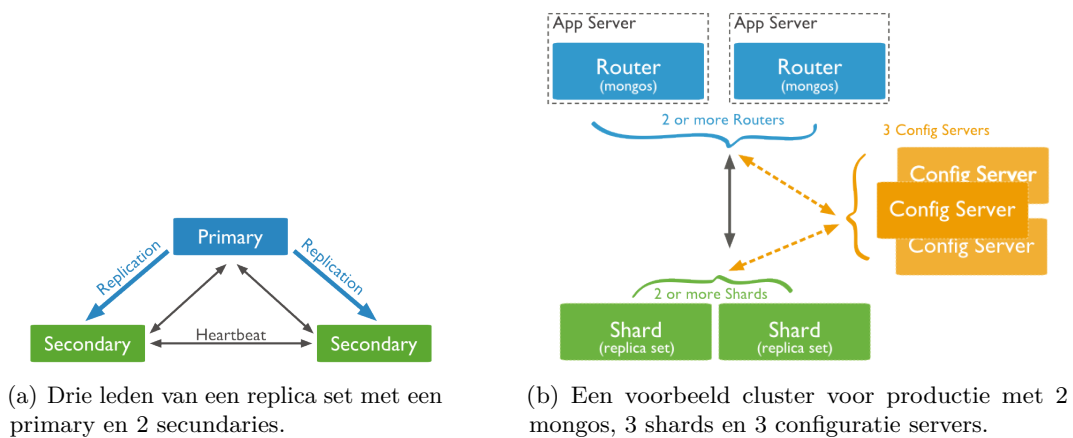 Primary
Replication
Replication
Heartbeat
Secondary
Secondary
(a) Drie leden van een replica set met een
primary en 2 secundaries.
App Server
App Server
Router
(mongos)
Router
(mongos)
2 or more Routers
3 Config Servers
Config Server
Config Server
Config Server
2 or more Shards
Shard
(replica set)
Shard
(replica set)
(b) Een voorbeeld cluster voor productie met 2
mongos, 3 shards en 3 configuratie servers.